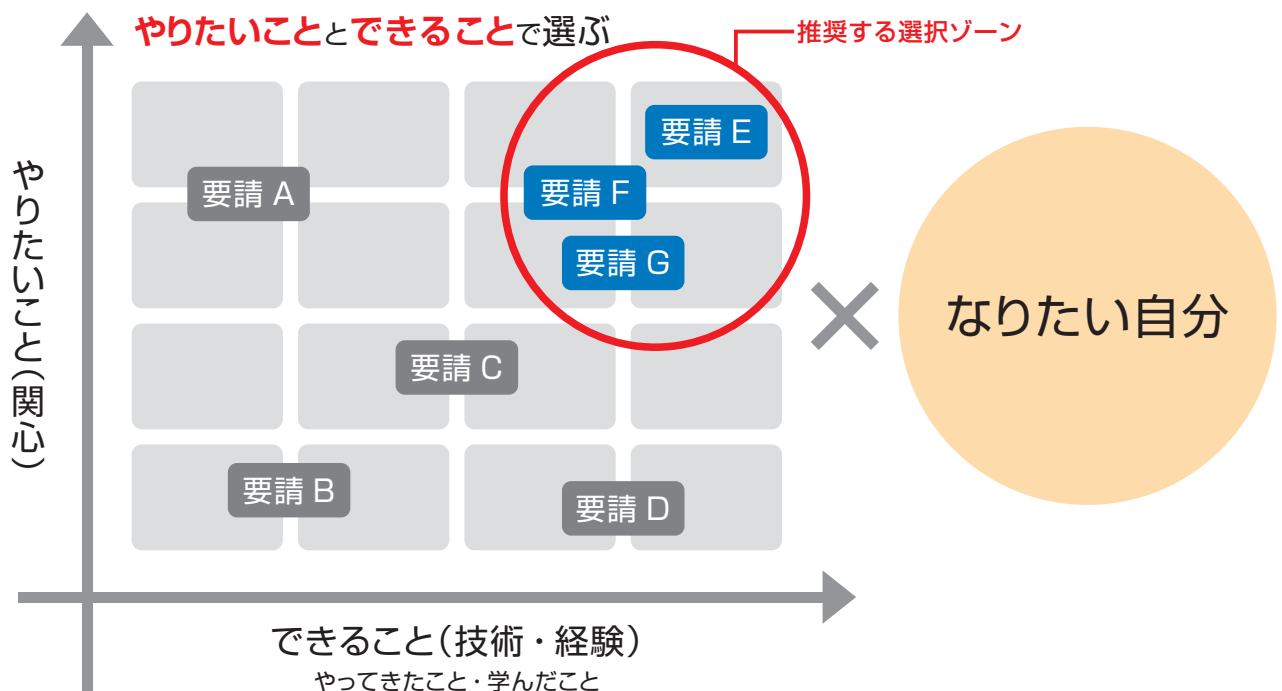 やりたいこととできることで選ぶ
推奨する選択ゾーン
要請 E
要請 A
要請 F
要請 G
やりたいこと(関心)
なりたい自分
要請 C
要請 B
要請 D
できること(技術・経験)
やってきたこと・学んだこと